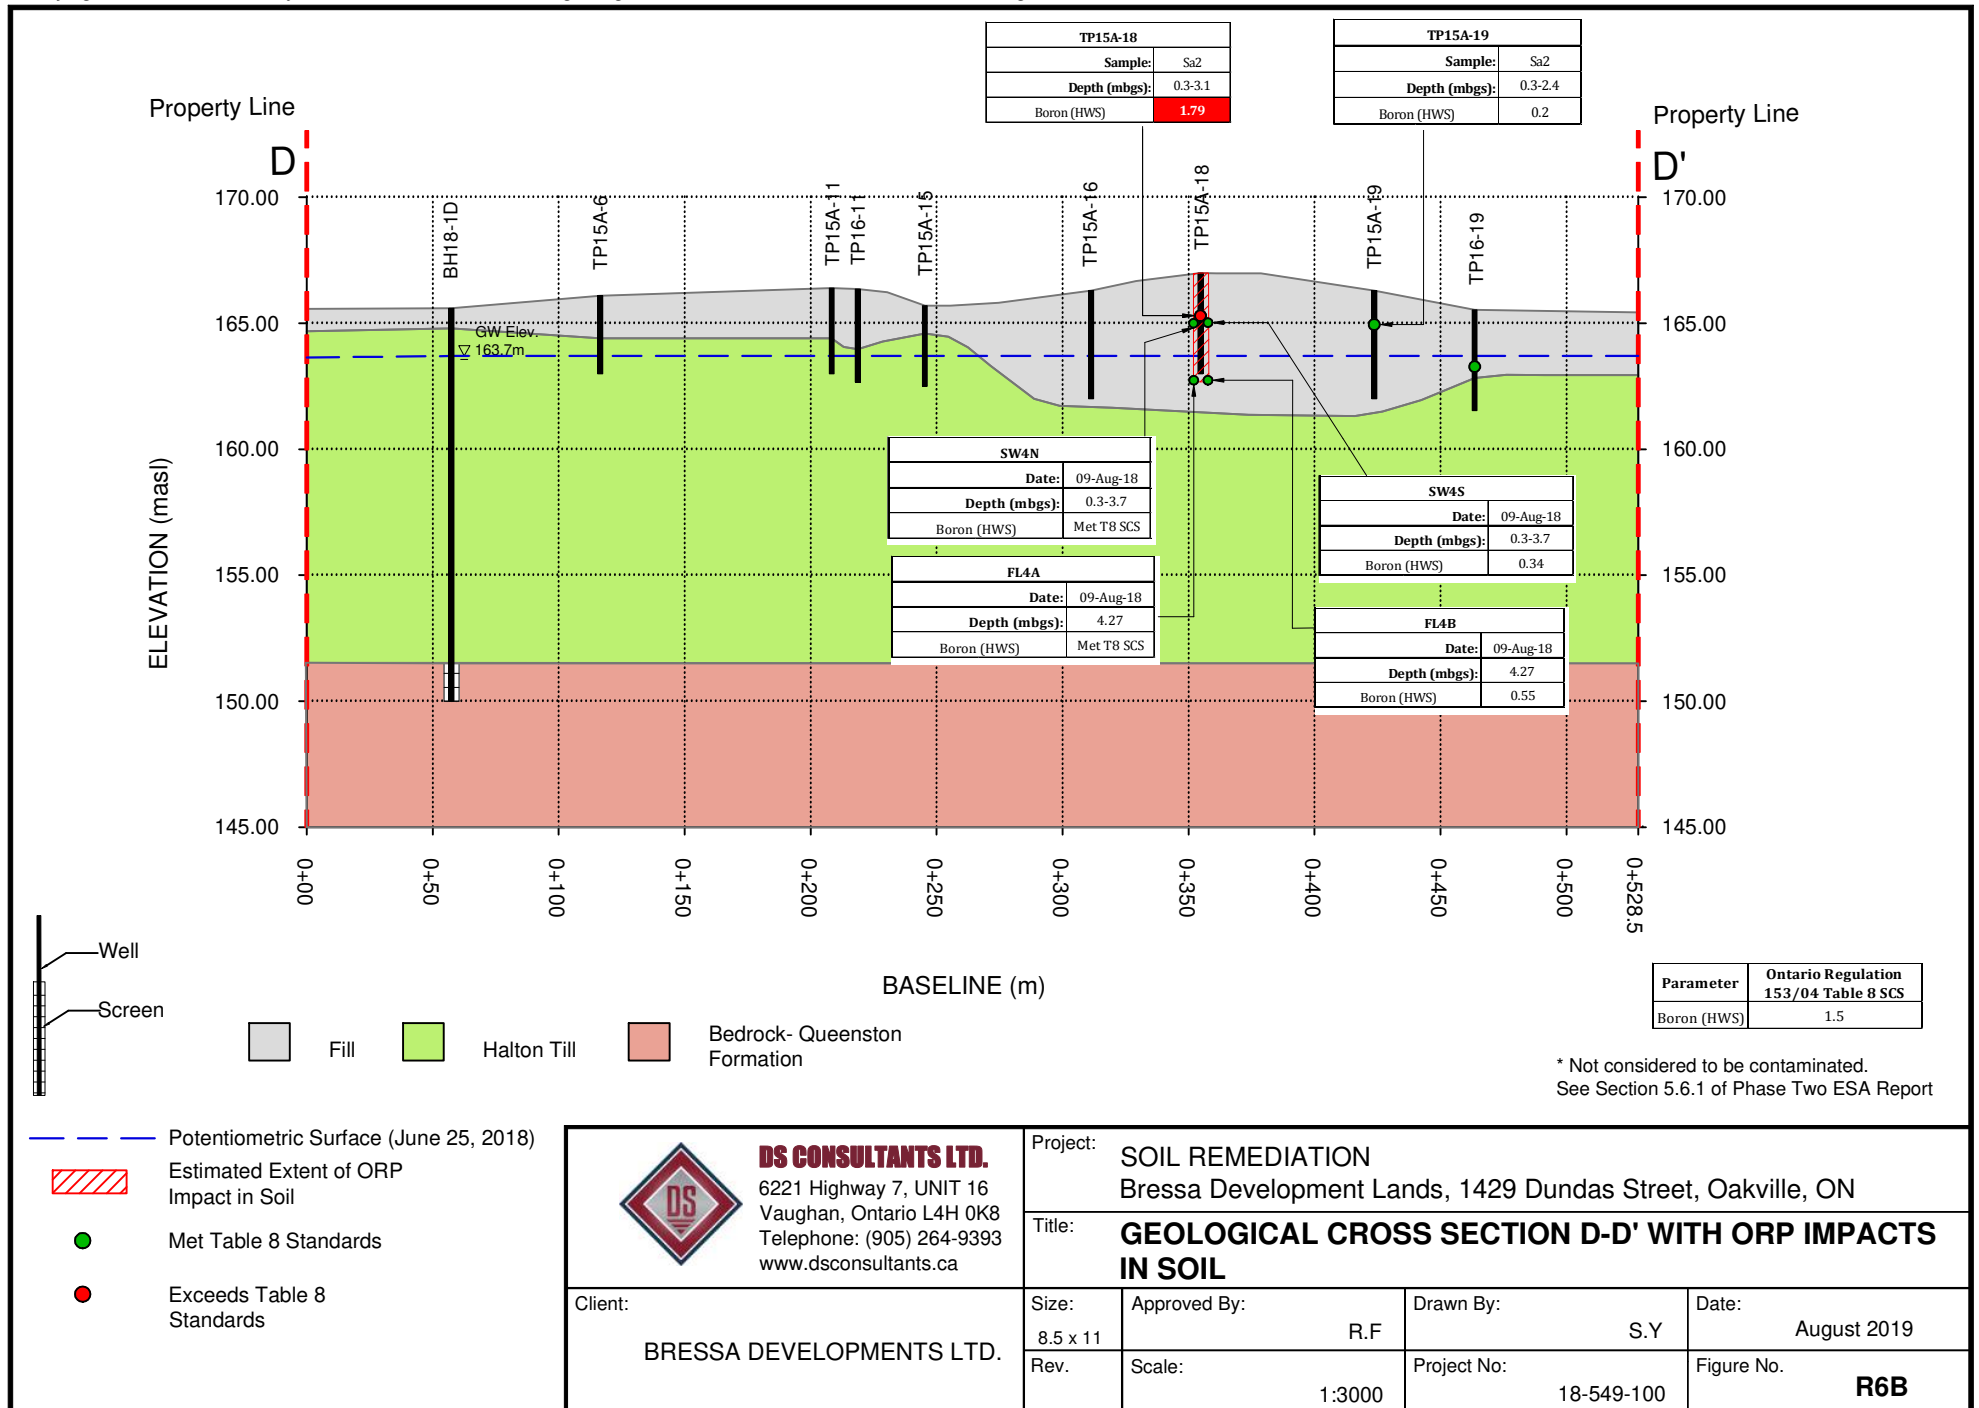 TP15A-18
Sample: Sa2
Depth (mbgs): 0.3-3.1
Boron (HWS) 1.79
TP15A-19
Sample: Sa2
Depth (mbgs): 0.3-2.4
Boron (HWS) 0.2
Property Line
Property Line
D
D'
170.00
165.00
160.00
155.00
150.00
145.00
170.00
165.00
160.00
155.00
150.00
145.00
ELEVATION (masl)
BH18-1D
TP15A-6
TP15A-11
TP16-11
TP15A-15
TP15A-16
TP15A-18
TP15A-19
TP16-19
GW Elev.
163.7m
SW4N
Date: 09-Aug-18
Depth (mbgs): 0.3-3.7
Boron (HWS) Met T8 SCS
FL4A
Date: 09-Aug-18
Depth (mbgs): 4.27
Boron (HWS) Met T8 SCS
SW4S
Date: 09-Aug-18
Depth (mbgs): 0.3-3.7
Boron (HWS) 0.34
FL4B
Date: 09-Aug-18
Depth (mbgs): 4.27
Boron (HWS) 0.55
0+00
0+50
0+100
0+150
0+200
0+250
0+300
0+350
0+400
0+450
0+500
0+528.5
BASELINE (m)
Well
Screen
Fill
Halton Till
Bedrock- Queenston
Formation
Parameter Ontario Regulation
153/04 Table 8 SCS
Boron (HWS) 1.5
* Not considered to be contaminated.
See Section 5.6.1 of Phase Two ESA Report
Potentiometric Surface (June 25, 2018)
Estimated Extent of ORP
Impact in Soil
Met Table 8 Standards
Exceeds Table 8
Standards
DS
DS CONSULTANTS LTD.
6221 Highway 7, UNIT 16
Vaughan, Ontario L4H 0K8
Telephone: (905) 264-9393
www.dsconsultants.ca
Project:
SOIL REMEDIATION
Bressa Development Lands, 1429 Dundas Street, Oakville, ON
Title:
GEOLOGICAL CROSS SECTION D-D' WITH ORP IMPACTS
IN SOIL
Client:
BRESSA DEVELOPMENTS LTD.
Size:
8.5 x 11
Approved By:
R.F
Drawn By:
S.Y
Date:
August 2019
Rev.
Scale:
1:3000
Project No:
18-549-100
Figure No.
R6B